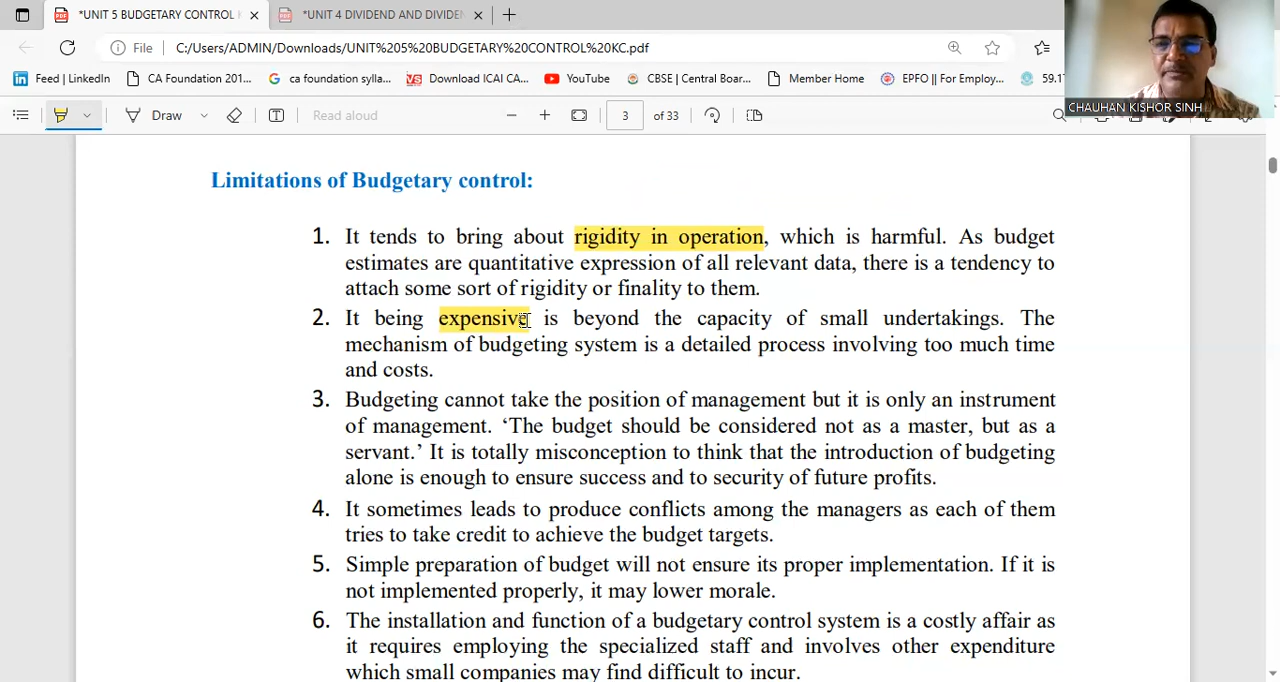 *UNIT 5 BUDGETARY CONTROL
*UNIT 4 DIVIDEND AND DIVIDEN
File
C:/Users/ADMIN/Downloads/UNIT%205%20BUDGETARY%20CONTROL%20KC.pdf
Feed | LinkedIn
CA Foundation 201...
ca foundation sylla...
Download ICAI CA...
YouTube
CBSE | Central Boar...
Member Home
EPFO || For Employ...
59.1
CHAUHAN KISHOR SINH
Draw
Read aloud
3
of 33
Limitations of Budgetary control:
1. It tends to bring about rigidity in operation, which is harmful. As budget
estimates are quantitative expression of all relevant data, there is a tendency to
attach some sort of rigidity or finality to them.
2. It being expensive is beyond the capacity of small undertakings. The
mechanism of budgeting system is a detailed process involving too much time
and costs.
3. Budgeting cannot take the position of management but it is only an instrument
of management. ‘The budget should be considered not as a master, but as a
servant.’ It is totally misconception to think that the introduction of budgeting
alone is enough to ensure success and to security of future profits.
4. It sometimes leads to produce conflicts among the managers as each of them
tries to take credit to achieve the budget targets.
5. Simple preparation of budget will not ensure its proper implementation. If it is
not implemented properly, it may lower morale.
6. The installation and function of a budgetary control system is a costly affair as
it requires employing the specialized staff and involves other expenditure
which small companies may find difficult to incur.